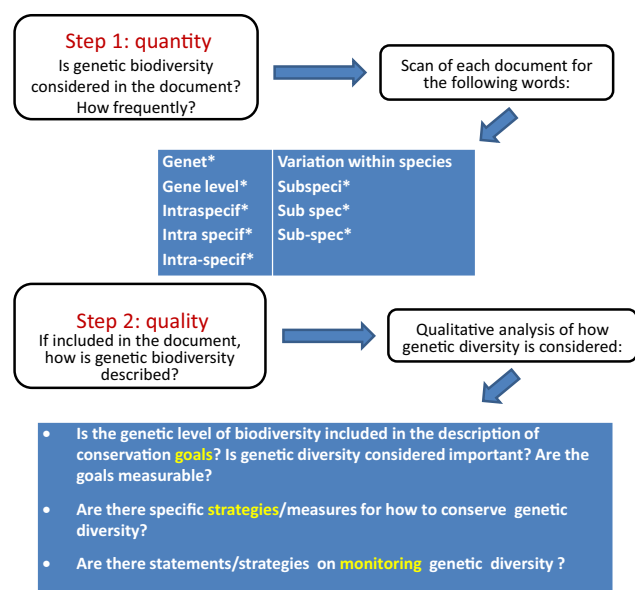 Step 1: quantity
Is genetic biodiversity
considered in the document?
How frequently?
Scan of each document for
the following words:
Genet*
Gene level*
Intraspecif*
Intra specif*
Intra-specif*
Variation within species
Subspeci*
Sub spec*
Sub-spec*
Step 2: quality
If included in the document,
how is genetic biodiversity
described?
Qualitative analysis of how
genetic diversity is considered:
• Is the genetic level of biodiversity included in the description of
conservation goals? Is genetic diversity considered important? Are the
goals measurable?
• Are there specific strategies/measures for how to conserve genetic
diversity?
• Are there statements/strategies on monitoring genetic diversity ?